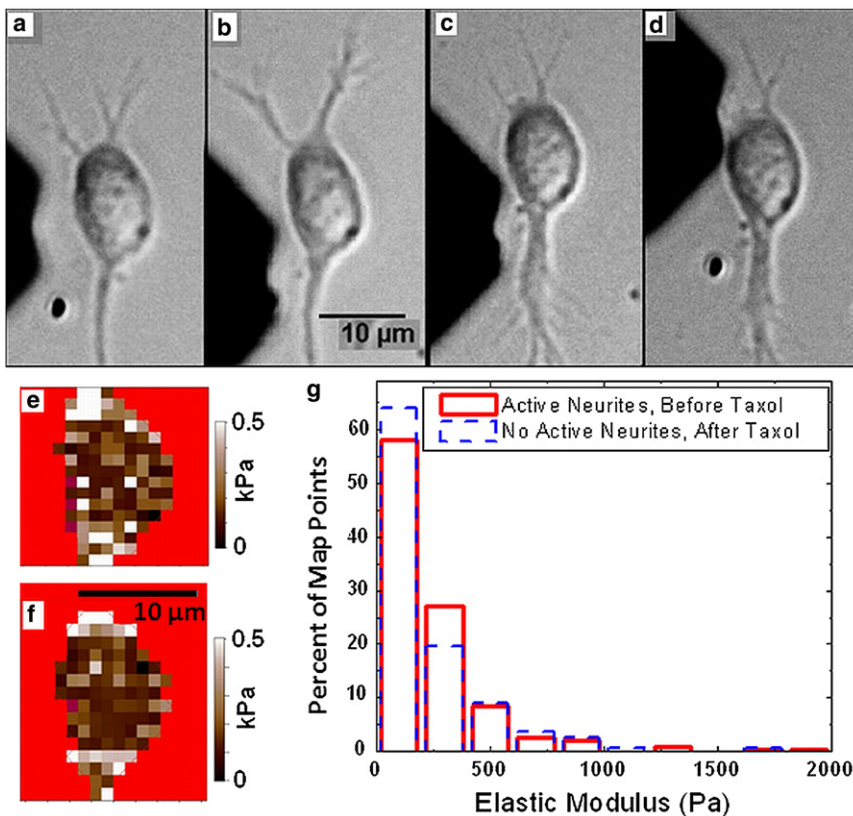 a
b
c
d
10 µm
e
0.5
kPa
0
10 µm
f
0.5
kPa
0
g
Active Neurites, Before Taxol
No Active Neurites, After Taxol
Percent of Map Points
60
50
40
30
20
10
0
0
500
1000
1500
2000
Elastic Modulus (Pa)